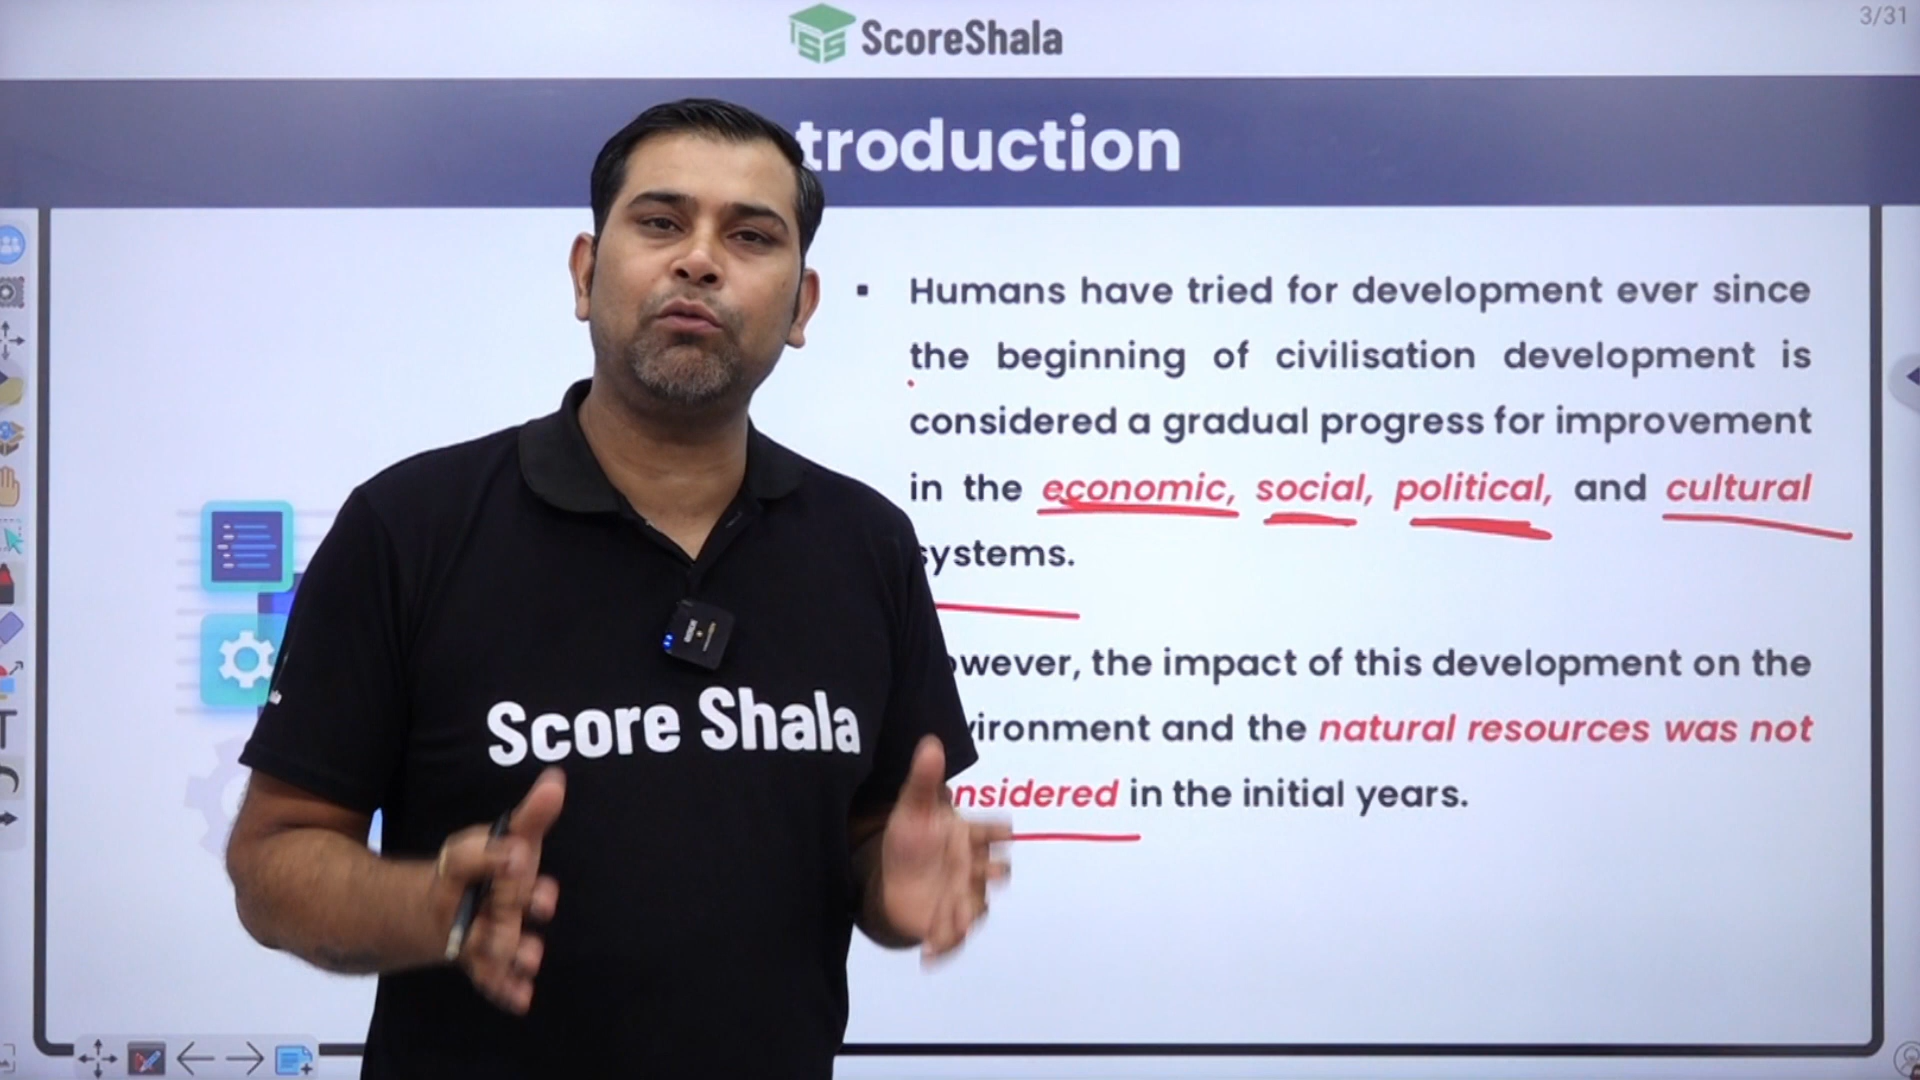 ScoreShala
3/31
troduction
Humans have tried for development ever since
the beginning of civilisation development is
considered a gradual progress for improvement
in the economic, social, political, and cultural
systems.
wever, the impact of this development on the
vironment and the natural resources was not
nsidered in the initial years.
Score Shala